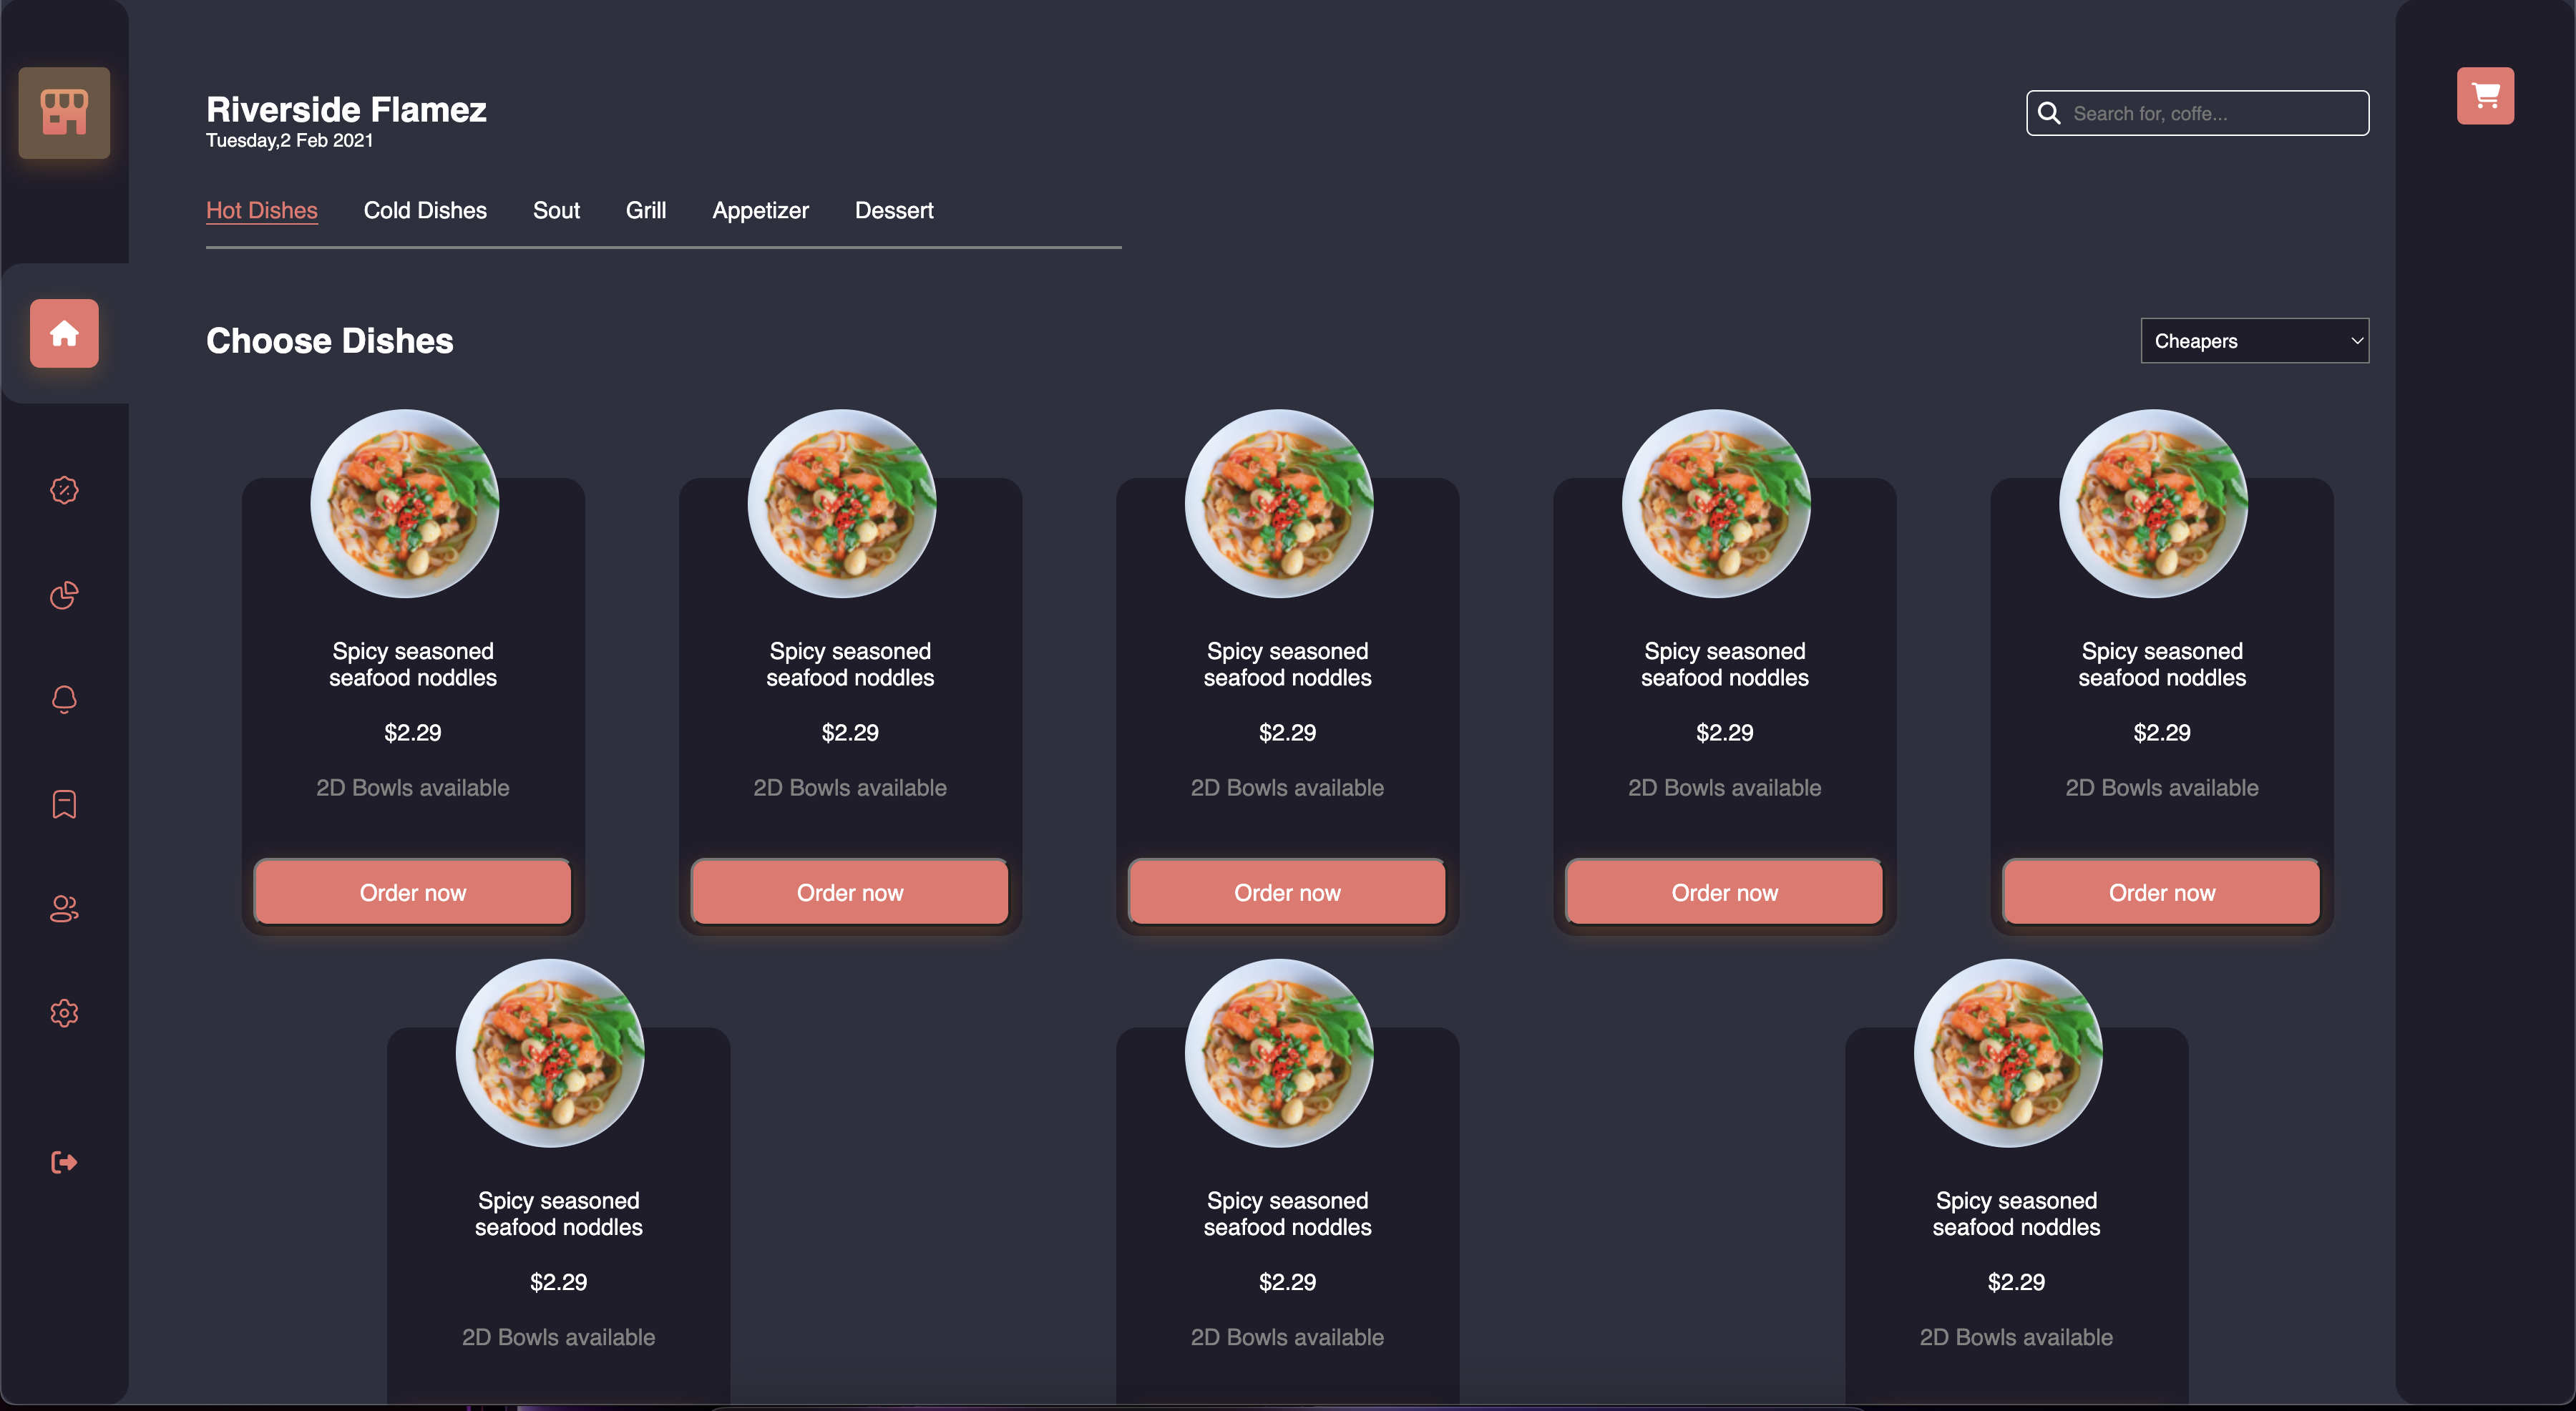 Riverside Flamez
Tuesday,2 Feb 2021
Search for, coffe...
Hot Dishes Cold Dishes Sout Grill Appetizer Dessert
Choose Dishes
Cheapers
Spicy seasoned
seafood noddles
$2.29
2D Bowls available
Order now
Spicy seasoned
seafood noddles
$2.29
2D Bowls available
Order now
Spicy seasoned
seafood noddles
$2.29
2D Bowls available
Order now
Spicy seasoned
seafood noddles
$2.29
2D Bowls available
Order now
Spicy seasoned
seafood noddles
$2.29
2D Bowls available
Order now
Spicy seasoned
seafood noddles
$2.29
2D Bowls available
Spicy seasoned
seafood noddles
$2.29
2D Bowls available
Spicy seasoned
seafood noddles
$2.29
2D Bowls available